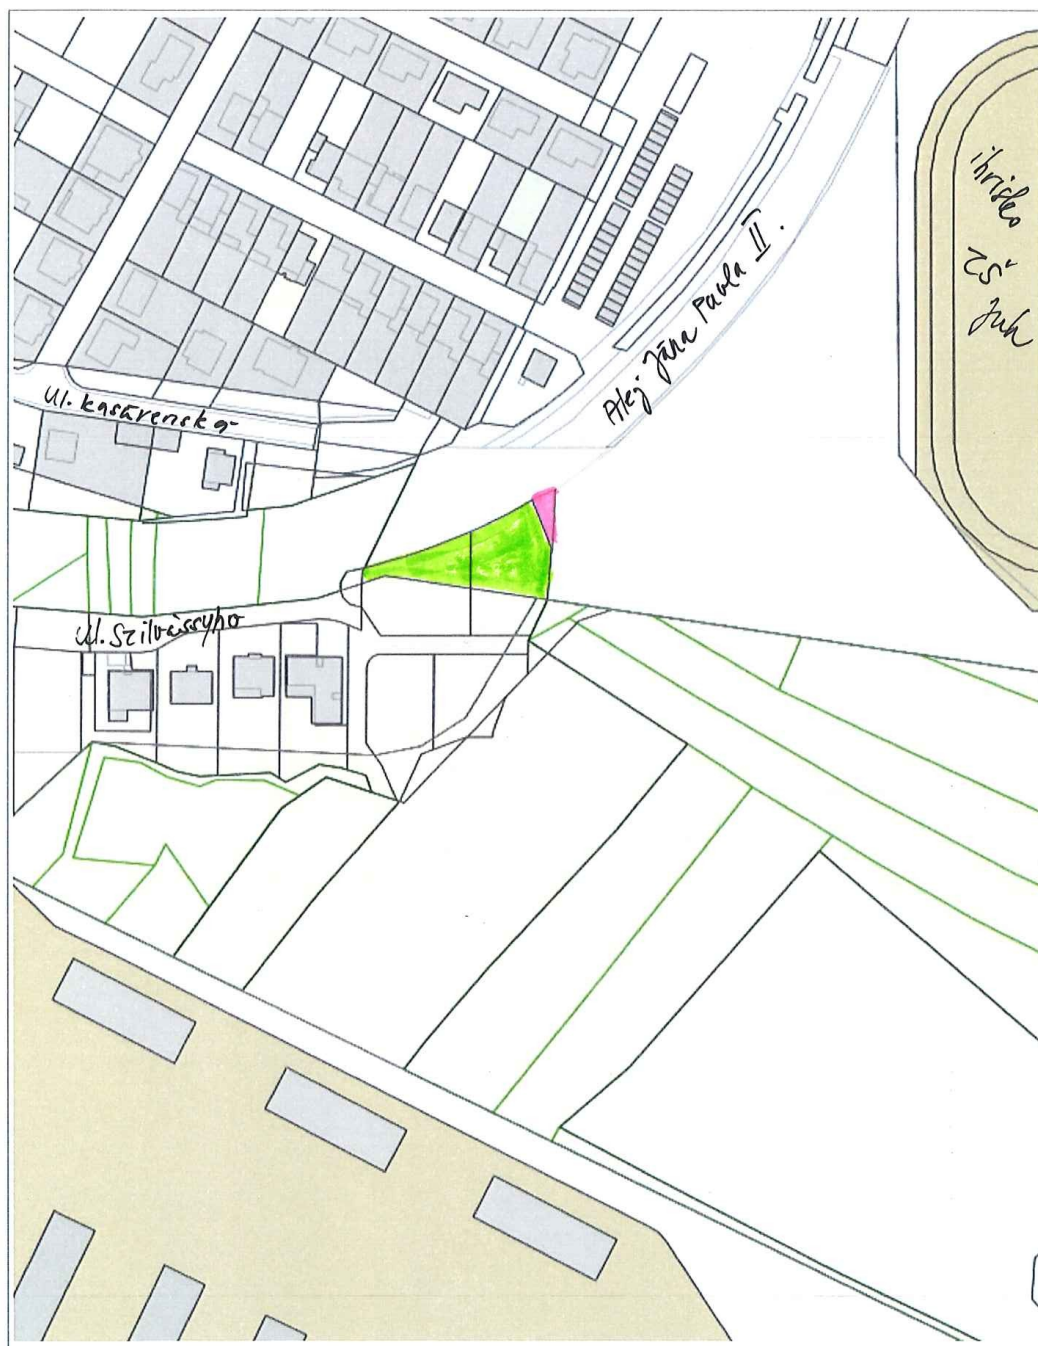 ihrisko
ZŠ Juh
Alej Jána Pavla II.
Ul. Kasárenská
Ul. Szilvássyho